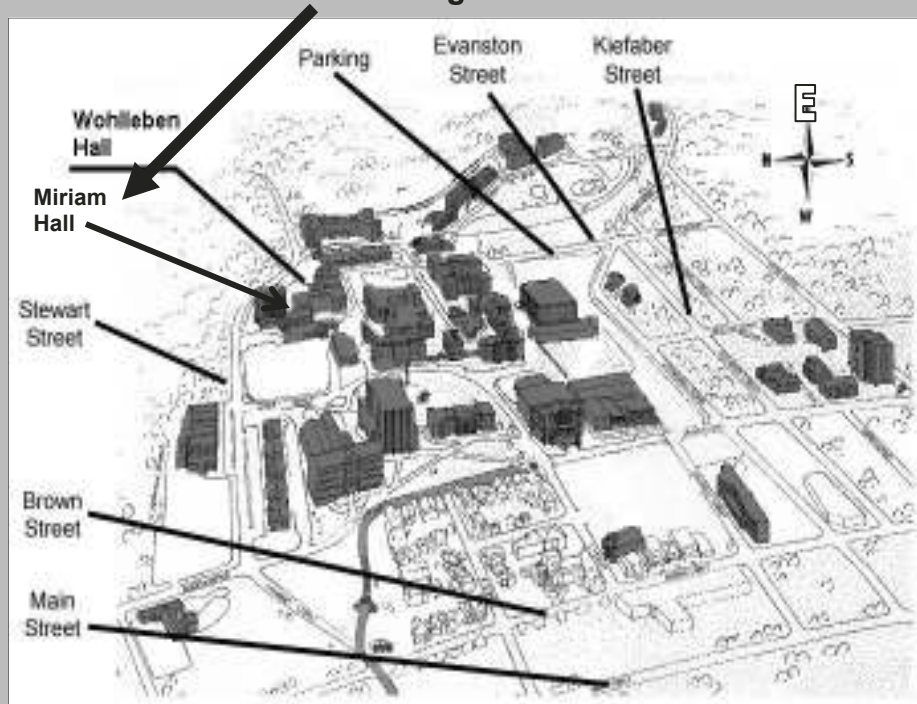 Parking
Evanston
Street
Kiefaber
Street
Wohlleben
Hall
Miriam
Hall
Stewart
Street
Brown
Street
Main
Street
E
N
S
W